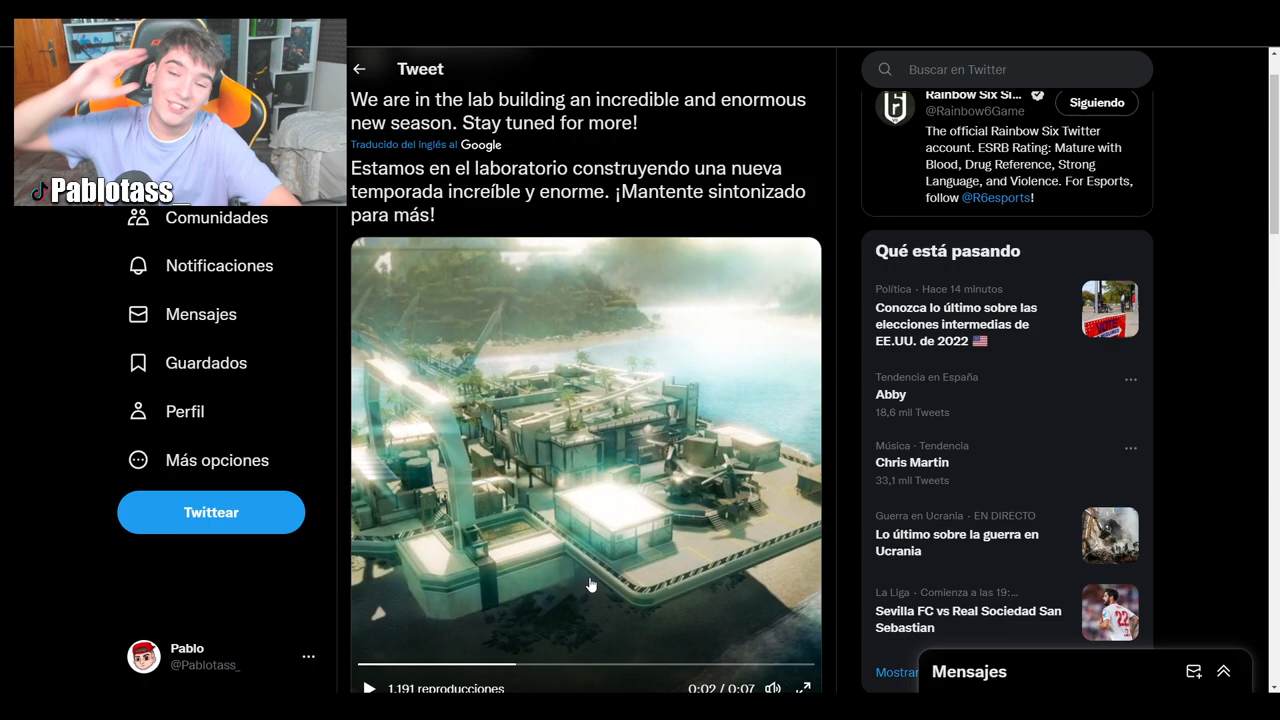 Pablotass_
Comunidades
Notificaciones
Mensajes
Guardados
Perfil
Más opciones
Twittear
Pablo
@Pablotass_
Tweet
We are in the lab building an incredible and enormous
new season. Stay tuned for more!
Traducido del inglés al Google
Estamos en el laboratorio construyendo una nueva
temporada increíble y enorme. ¡Mantente sintonizado
para más!
1.191 reproducciones
0:02 / 0:07
Buscar en Twitter
Rainbow Six Si...
@Rainbow6Game
Siguiendo
The official Rainbow Six Twitter
account. ESRB Rating: Mature with
Blood, Drug Reference, Strong
Language, and Violence. For Esports,
follow @R6esports!
Qué está pasando
Política · Hace 14 minutos
Conozca lo último sobre las
elecciones intermedias de
EE.UU. de 2022
VOTE
Tendencia en España
Abby
18,6 mil Tweets
Música · Tendencia
Chris Martin
33,1 mil Tweets
Guerra en Ucrania · EN DIRECTO
Lo último sobre la guerra en
Ucrania
La Liga · Comienza a las 19:...
Sevilla FC vs Real Sociedad San
Sebastian
22
Mostrar
Mensajes